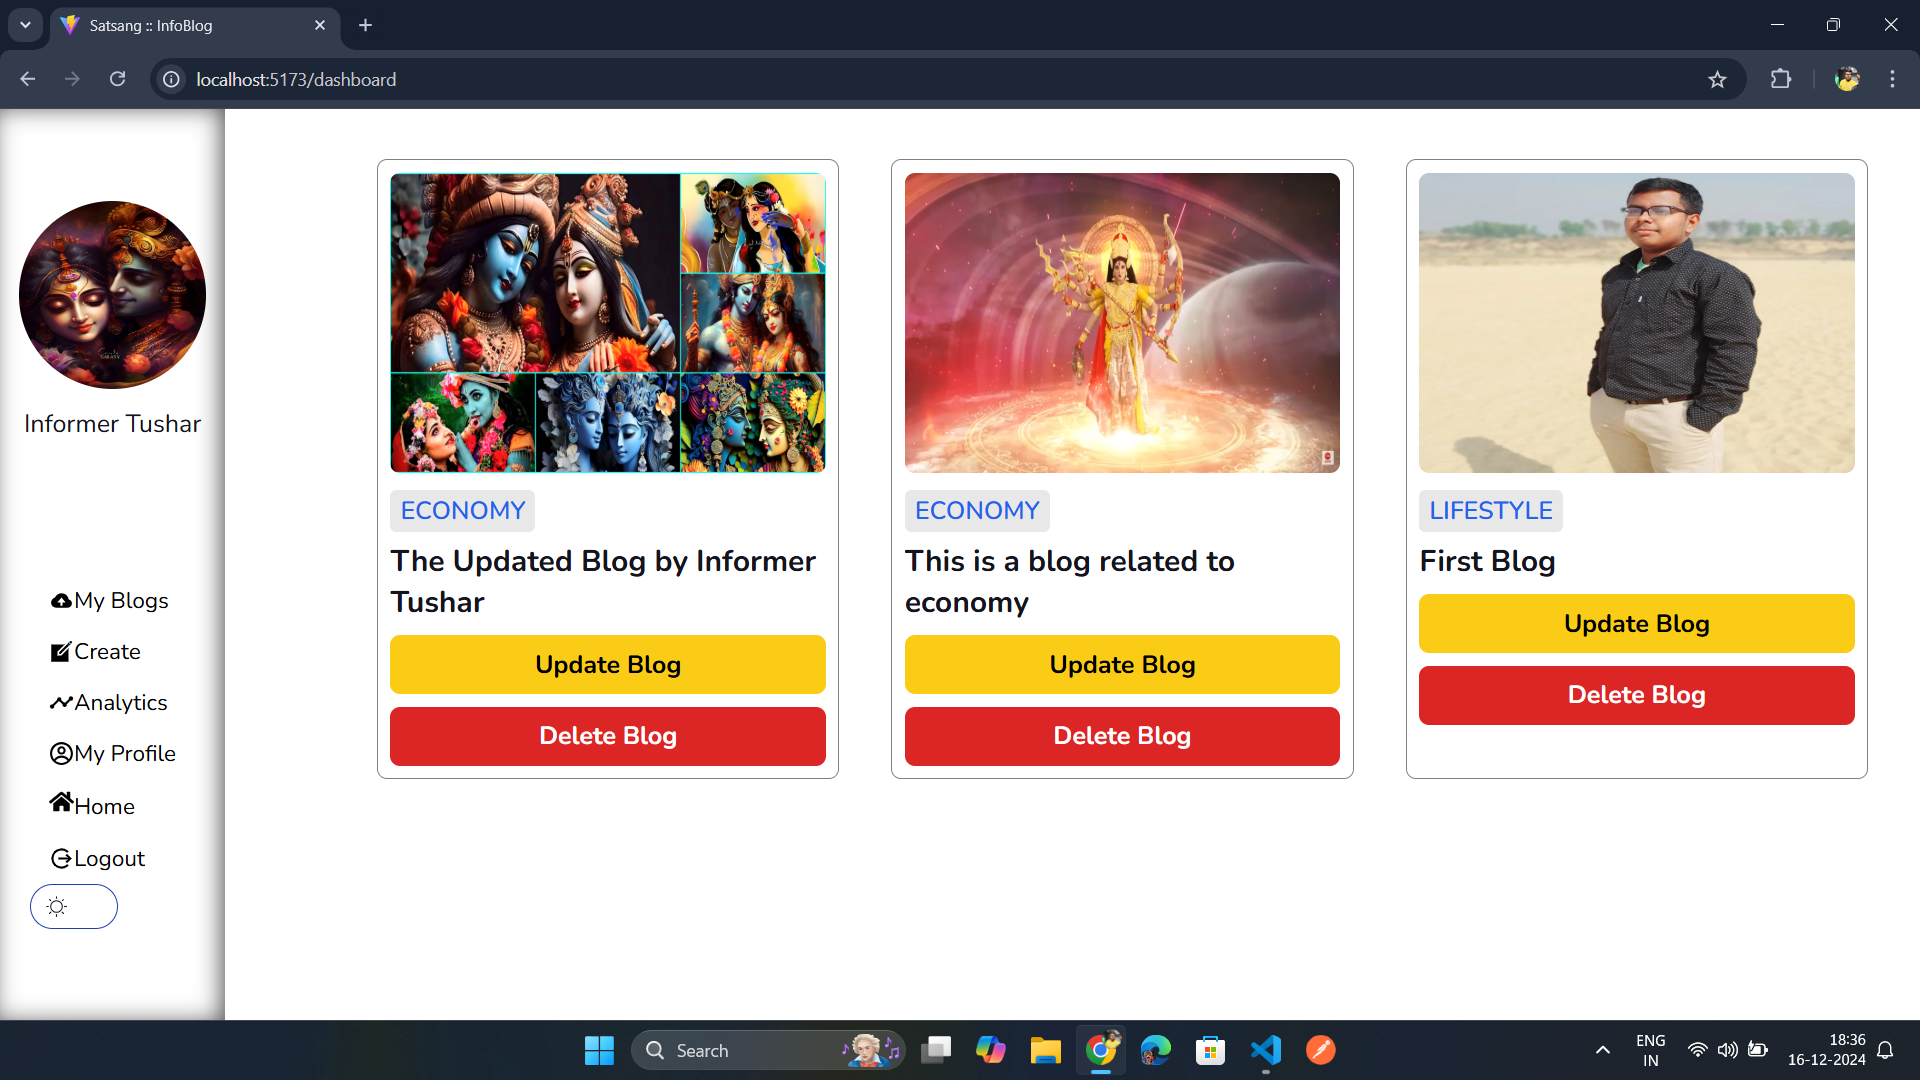 Satsang :: InfoBlog
localhost:5173/dashboard
Informer Tushar
My Blogs
Create
Analytics
My Profile
Home
Logout
ECONOMY
The Updated Blog by Informer
Tushar
Update Blog
Delete Blog
ECONOMY
This is a blog related to
economy
Update Blog
Delete Blog
LIFESTYLE
First Blog
Update Blog
Delete Blog
Search
ENG
IN
18:36
16-12-2024